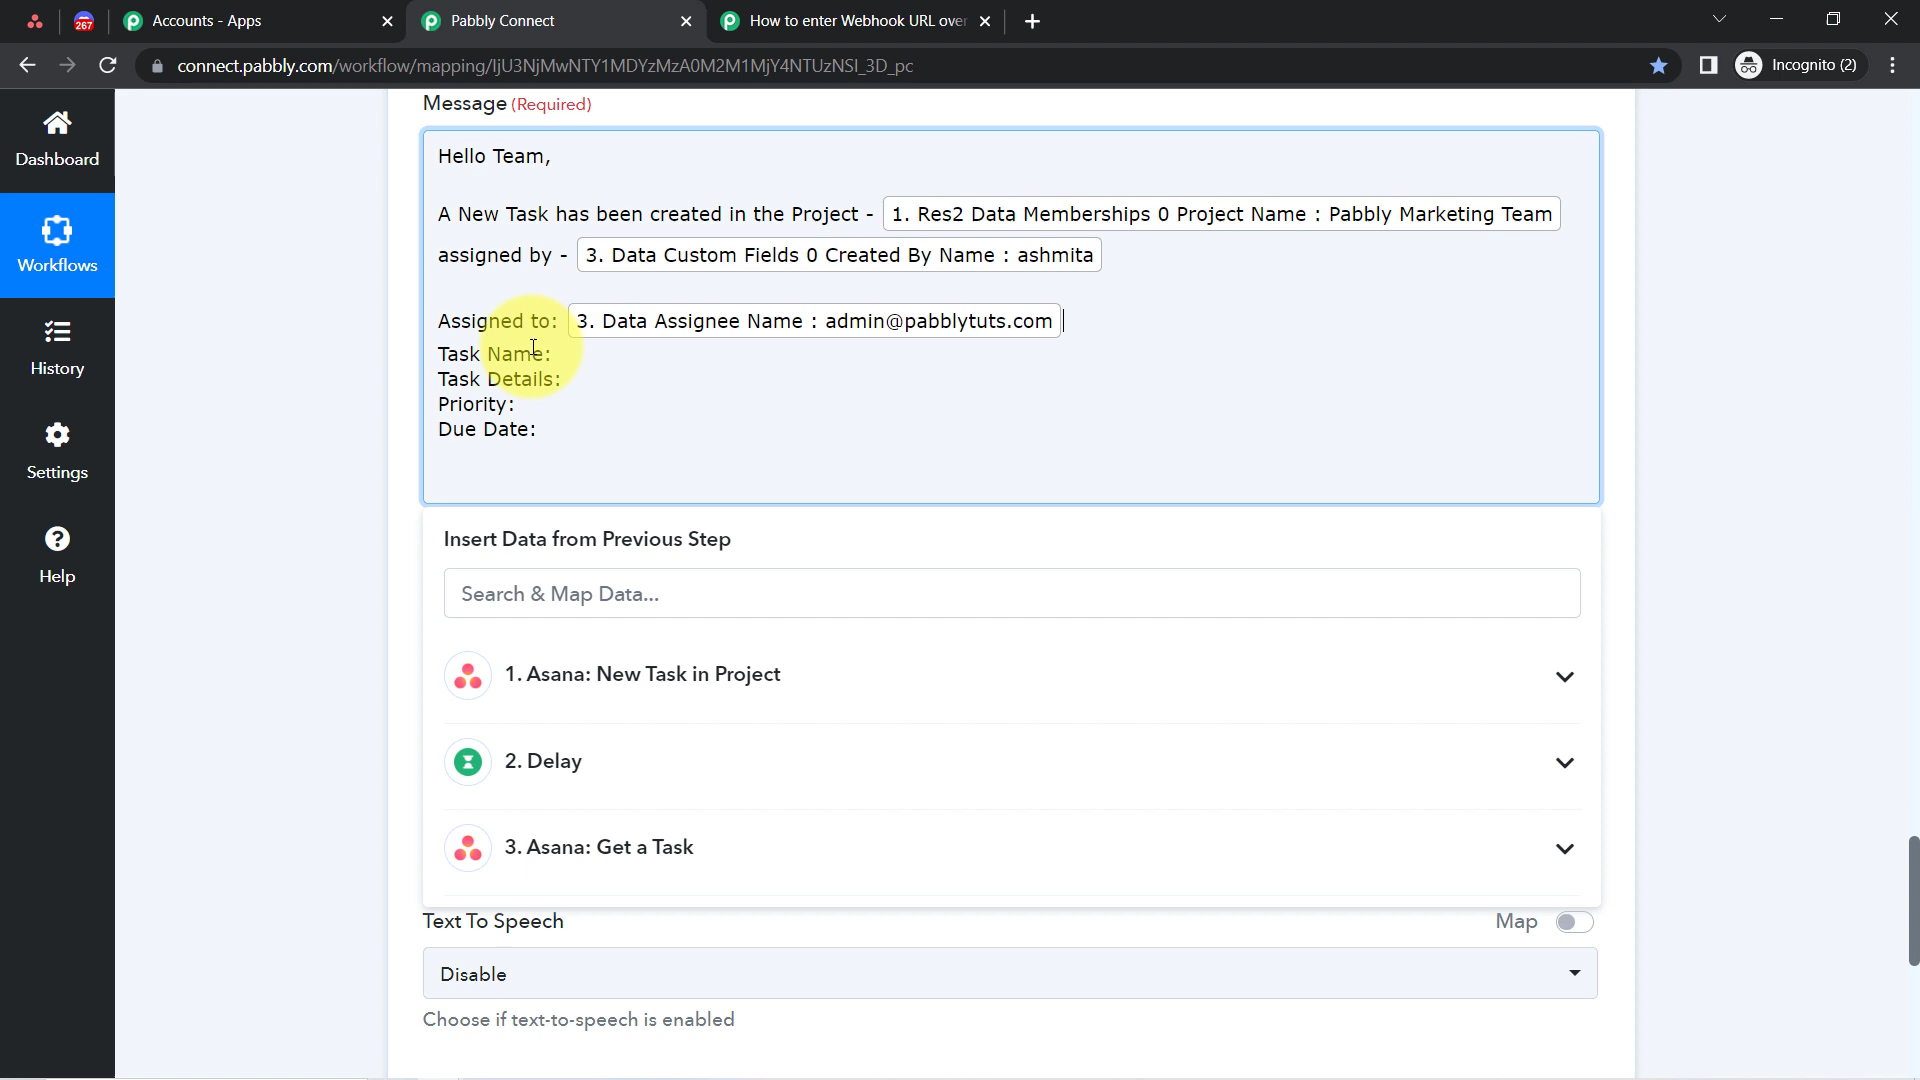 267
Accounts - Apps
Pabbly Connect
How to enter Webhook URL over
connect.pabbly.com/workflow/mapping/IjU3NjMwNTY1MDYzMzA0M2M1MjY4NTUzNSI_3D_pc
Incognito (2)
Dashboard
Workflows
History
Settings
Help
Message (Required)
Hello Team,
A New Task has been created in the Project - 1. Res2 Data Memberships 0 Project Name : Pabbly Marketing Team
assigned by - 3. Data Custom Fields 0 Created By Name : ashmita
Assigned to: 3. Data Assignee Name : admin@pabblytuts.com
Task Name:
Task Details:
Priority:
Due Date:
Insert Data from Previous Step
Search & Map Data...
1. Asana: New Task in Project
2. Delay
3. Asana: Get a Task
Text To Speech
Map
Disable
Choose if text-to-speech is enabled